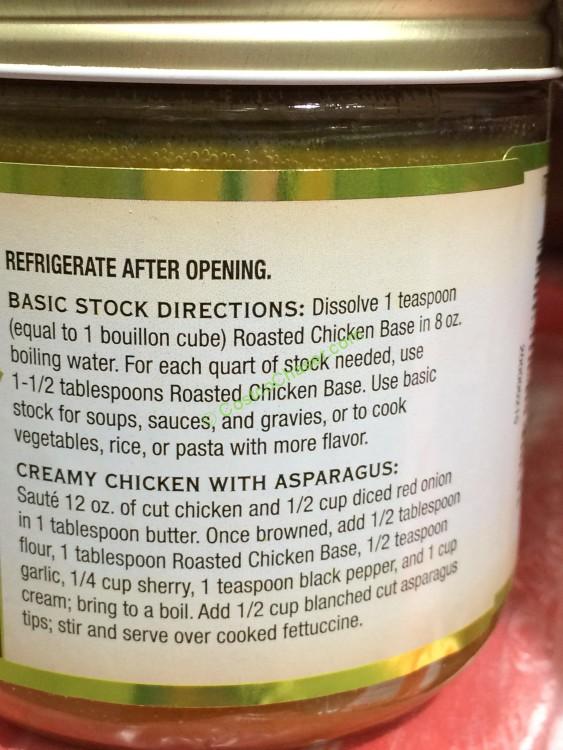 REFRIGERATE AFTER OPENING.
BASIC STOCK DIRECTIONS: Dissolve 1 teaspoon
(equal to 1 bouillon cube) Roasted Chicken Base in 8 oz.
boiling water. For each quart of stock needed, use
1-1/2 tablespoons Roasted Chicken Base. Use basic
stock for soups, sauces, and gravies, or to cook
vegetables, rice, or pasta with more flavor.
CREAMY CHICKEN WITH ASPARAGUS:
Sauté 12 oz. of cut chicken and 1/2 cup diced red onion
in 1 tablespoon butter. Once browned, add 1/2 tablespoon
flour, 1 tablespoon Roasted Chicken Base, 1/2 teaspoon
garlic, 1/4 cup sherry, 1 teaspoon black pepper, and 1 cup
cream; bring to a boil. Add 1/2 cup blanched cut asparagus
tips; stir and serve over cooked fettuccine.
© CostcoChaser.com